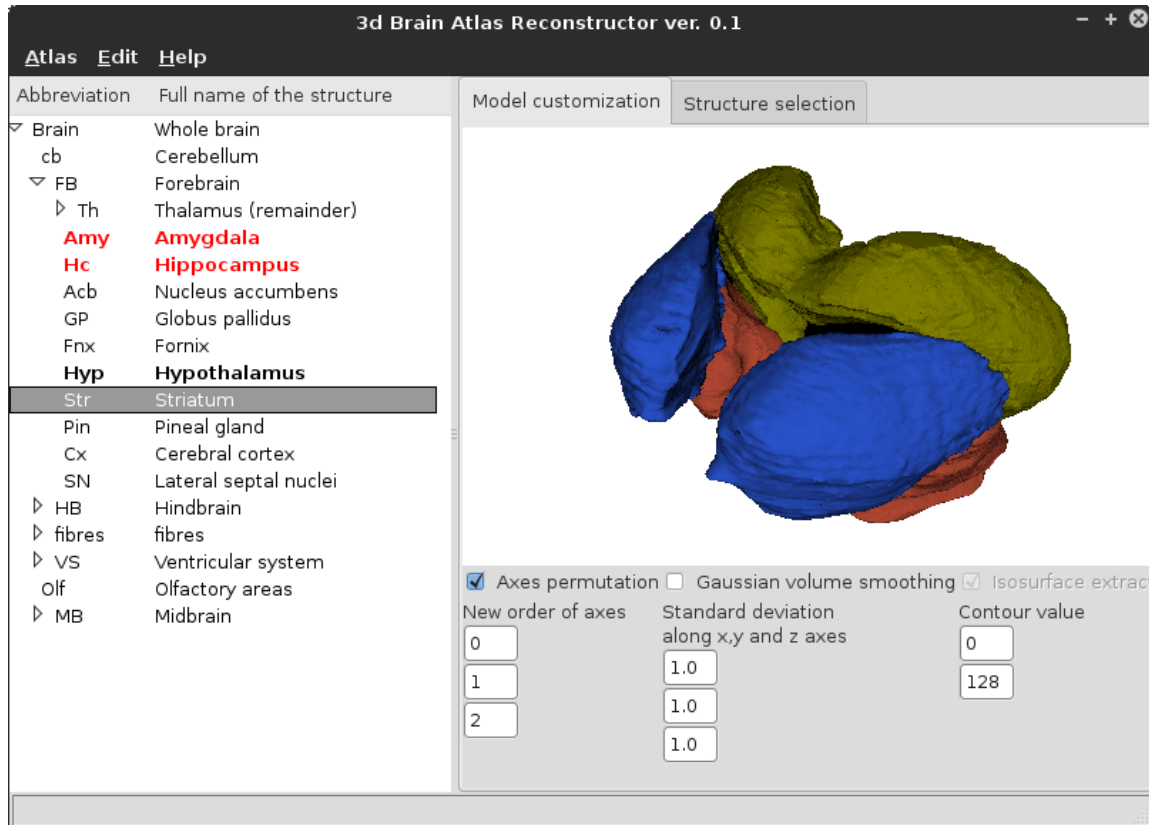 3d Brain Atlas Reconstructor ver. 0.1
Atlas Edit Help
Abbreviation Full name of the structure
Brain Whole brain
cb Cerebellum
FB Forebrain
Th Thalamus (remainder)
Amy Amygdala
Hc Hippocampus
Acb Nucleus accumbens
GP Globus pallidus
Fnx Fornix
Hyp Hypothalamus
Str Striatum
Pin Pineal gland
Cx Cerebral cortex
SN Lateral septal nuclei
HB Hindbrain
fibres fibres
VS Ventricular system
Olf Olfactory areas
MB Midbrain
Model customization Structure selection
Axes permutation Gaussian volume smoothing Isosurface extrac
New order of axes
0
1
2
Standard deviation
along x,y and z axes
1.0
1.0
1.0
Contour value
0
128